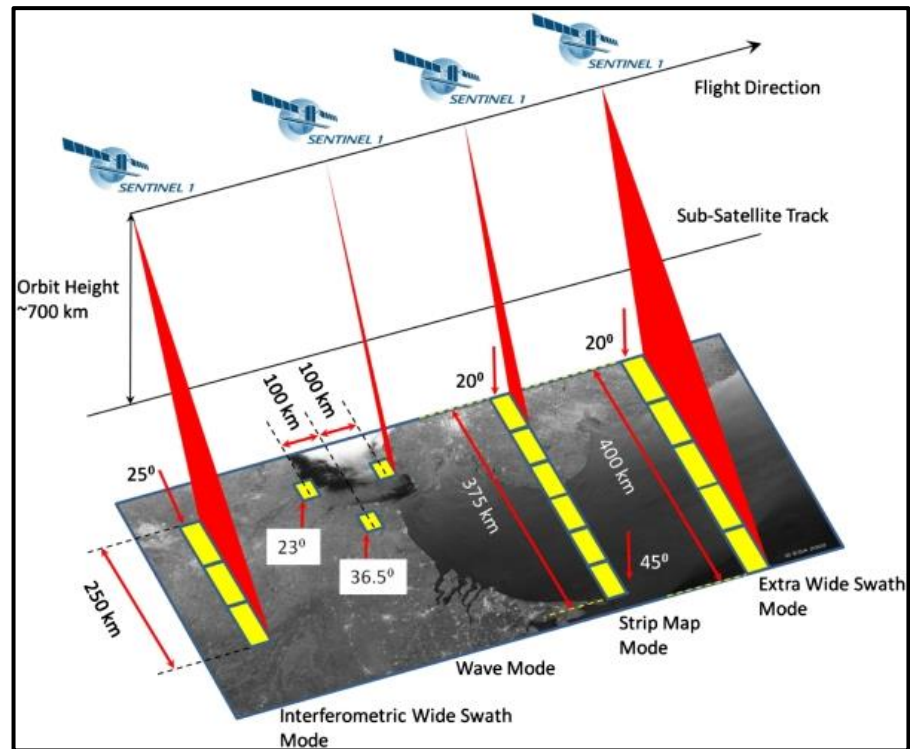 SENTINEL 1
SENTINEL 1
SENTINEL 1
SENTINEL 1
Flight Direction
Sub-Satellite Track
Orbit Height
~700 km
20⁰
20⁰
100 km
100 km
25⁰
23⁰
36.5⁰
375 km
400 km
45⁰
250 km
© ESA 2009
Extra Wide Swath
Mode
Strip Map
Mode
Wave Mode
Interferometric Wide Swath
Mode